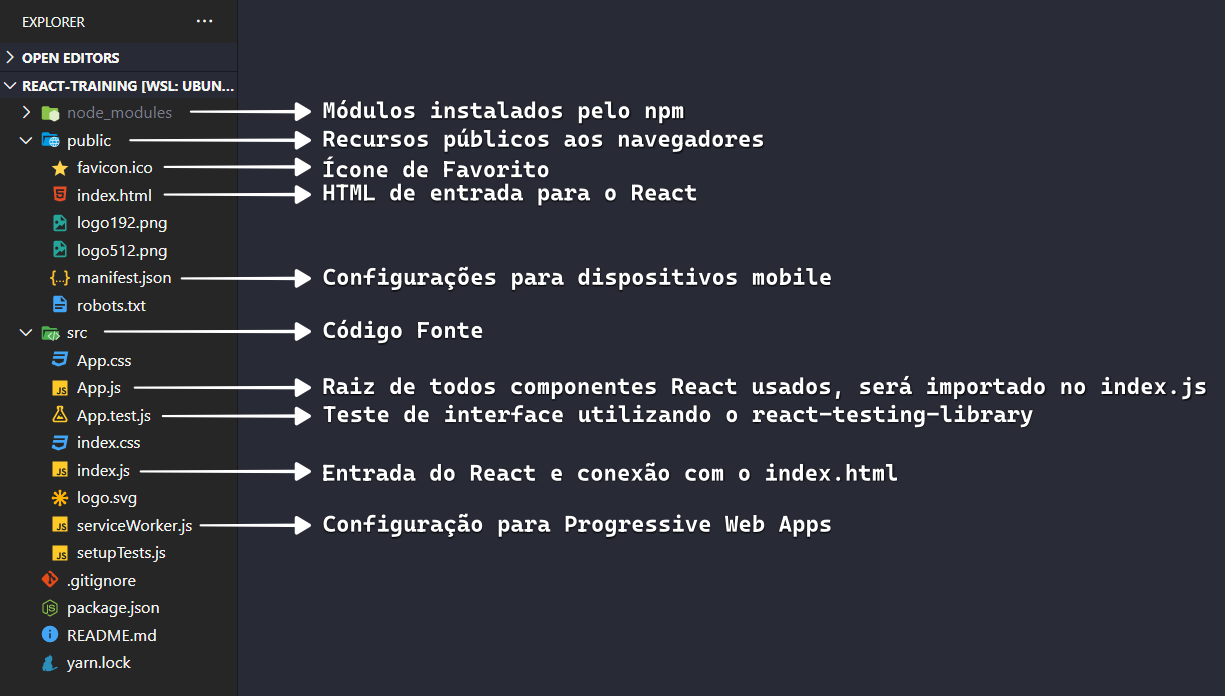 EXPLORER ...
OPEN EDITORS
REACT-TRAINING [WSL: UBUN...
node_modules Módulos instalados pelo npm
public Recursos públicos aos navegadores
favicon.ico Ícone de Favorito
index.html HTML de entrada para o React
logo192.png
logo512.png
{..} manifest.json Configurações para dispositivos mobile
robots.txt
src Código Fonte
App.css
JS App.js Raiz de todos componentes React usados, será importado no index.js
App.test.js Teste de interface utilizando o react-testing-library
index.css
JS index.js Entrada do React e conexão com o index.html
logo.svg
JS serviceWorker.js Configuração para Progressive Web Apps
JS setupTests.js
.gitignore
JS package.json
README.md
yarn.lock